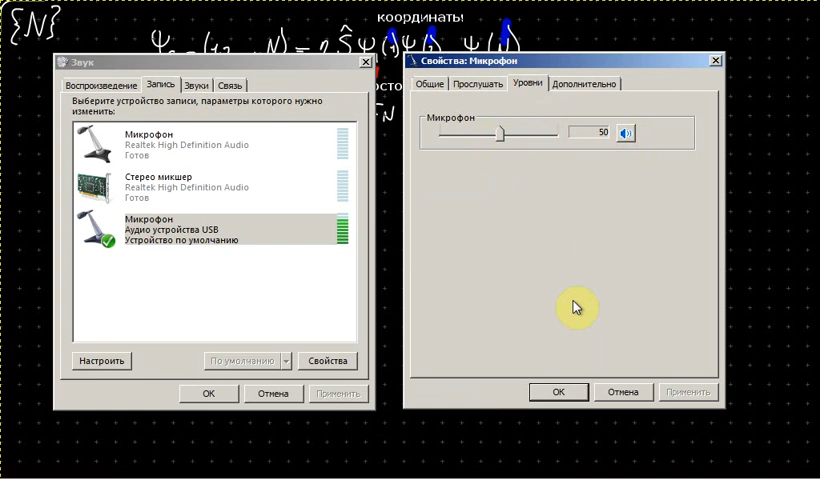 {N}
координаты
Звук
Воспроизведение Запись Звуки Связь
Выберите устройство записи, параметры которого нужно
изменить:
Микрофон
Realtek High Definition Audio
Готов
Стерео микшер
Realtek High Definition Audio
Готов
Микрофон
Аудио устройства USB
Устройство по умолчанию
Настроить По умолчанию Свойства
OK Отмена Применить
Свойства: Микрофон
Общие Прослушать Уровни Дополнительно
Микрофон
50
OK Отмена Применить